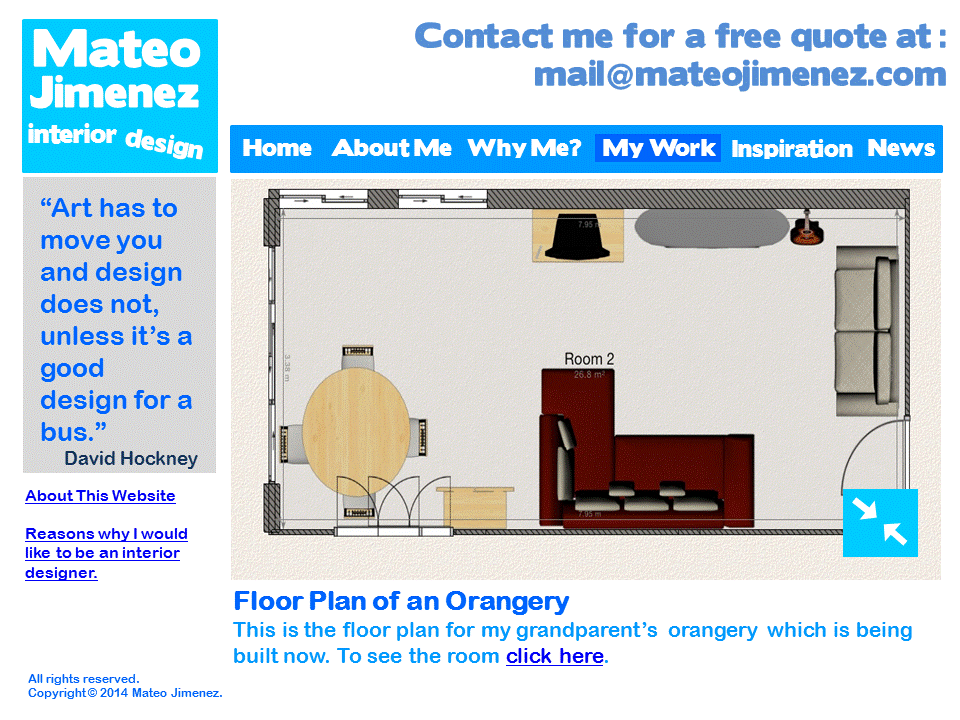 Mateo
Jimenez
interior design
Contact me for a free quote at :
mail@mateojimenez.com
Home About Me Why Me? My Work Inspiration News
“Art has to
move you
and design
does not,
unless it’s a
good
design for a
bus.”
David Hockney
About This Website
Reasons why I would
like to be an interior
designer.
7.95 m
3.38 m
Room 2
26.8 m²
7.95 m
Floor Plan of an Orangery
This is the floor plan for my grandparent’s orangery which is being
built now. To see the room click here.
All rights reserved.
Copyright © 2014 Mateo Jimenez.